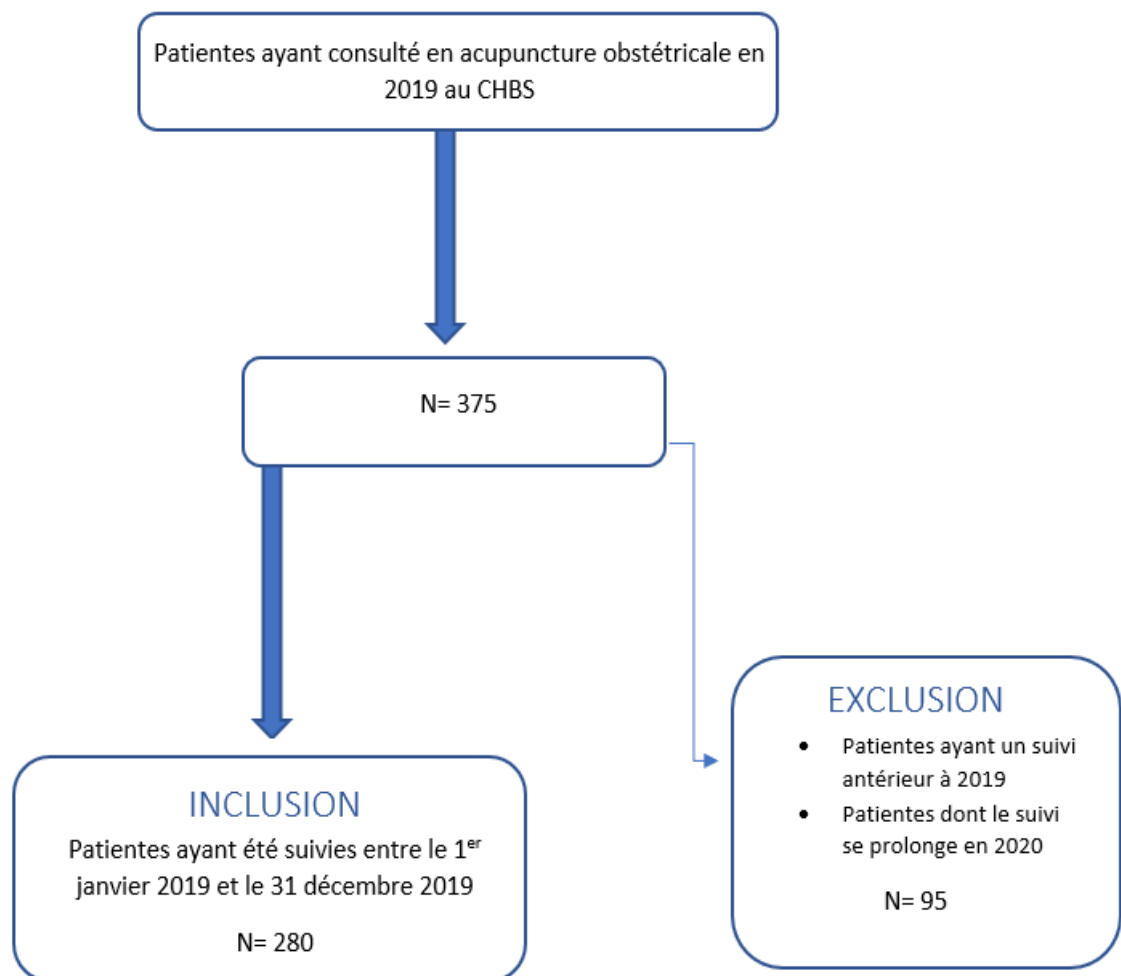 Patientes ayant consulté en acupuncture obstétricale en
2019 au CHBS
N= 375
INCLUSION
Patientes ayant été suivies entre le 1er
janvier 2019 et le 31 décembre 2019
N= 280
EXCLUSION
• Patientes ayant un suivi
antérieur à 2019
• Patientes dont le suivi
se prolonge en 2020
N= 95